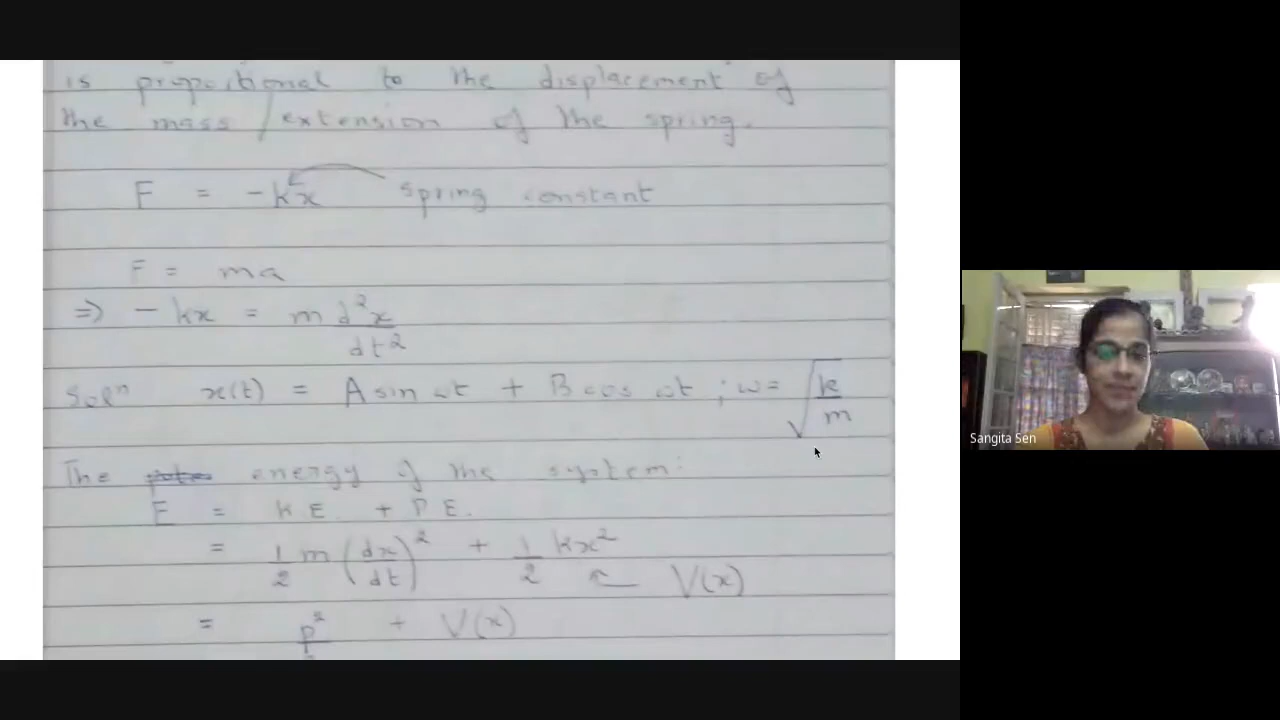 is proportional to the displacement of
the mass/extension of the spring.
F = -kx spring constant
F = ma
⇒ - kx = m d²x/dt²
Solⁿ x(t) = A sin ωt + B cos ωt ; ω = √(k/m)
The energy of the system:
E = K.E. + P.E.
= 1/2 m (dx/dt)² + 1/2 kx² ← V(x)
= p² + V(x)
Sangita Sen